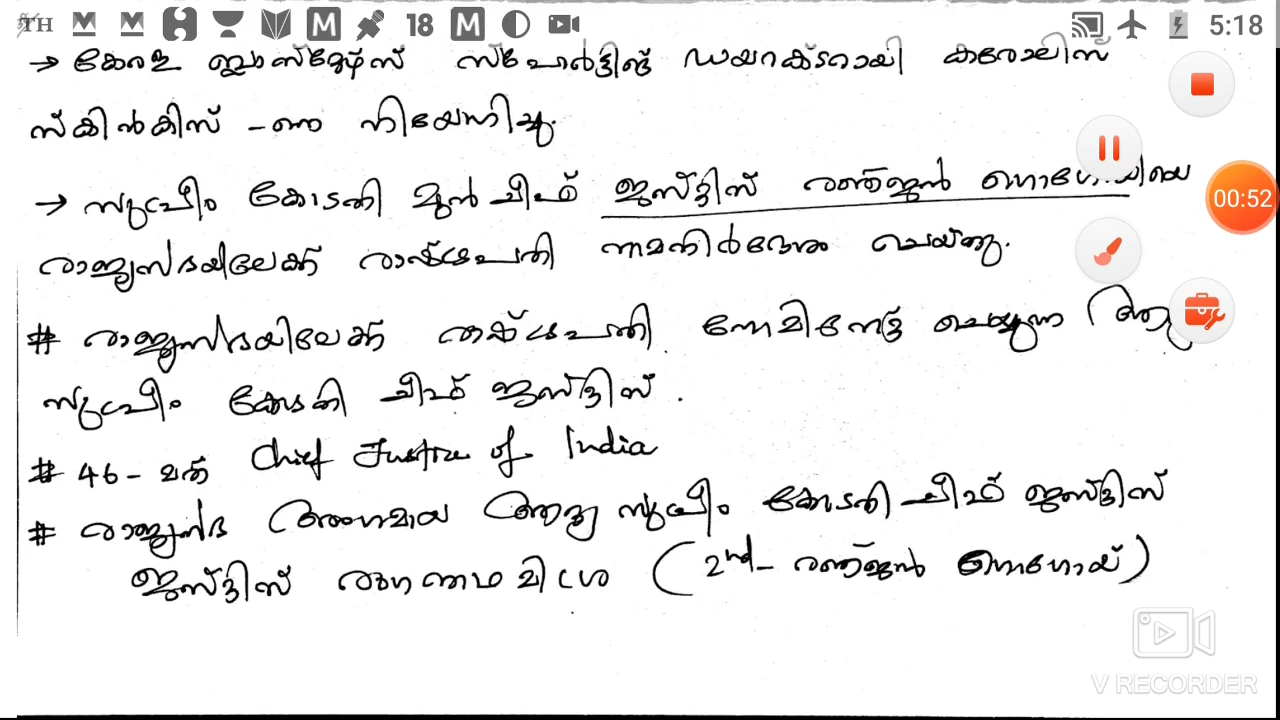 TH M 18 M 5:18
→ കേരള ബ്ലാസ്റ്റേഴ്സ് സ്പോർട്ടിങ് ഡയറക്ടറായി കരോലിസ്
സ്കിൻകിസ് -നെ നിയോഗിച്ചു.
→ സുപ്രീം കോടതി മുൻ ചീഫ് ജസ്റ്റിസ് രഞ്ജൻ ഗൊഗോയിയെ
00:52
രാജ്യസഭയിലേക്ക് രാഷ്ട്രപതി നാമനിർദേശം ചെയ്തു.
# രാജ്യസഭയിലേക്ക് രാഷ്ട്രപതി നോമിനേറ്റ് ചെയ്യുന്ന ആദ്യ
സുപ്രീം കോടതി ചീഫ് ജസ്റ്റിസ്.
# 46 - മത് Chief Justice of India
# രാജ്യസഭ അംഗമായ ആദ്യ സുപ്രീം കോടതി ചീഫ് ജസ്റ്റിസ്
ജസ്റ്റിസ് രംഗനാഥ മിശ്ര (2nd - രഞ്ജൻ ഗൊഗോയ്)
V RECORDER